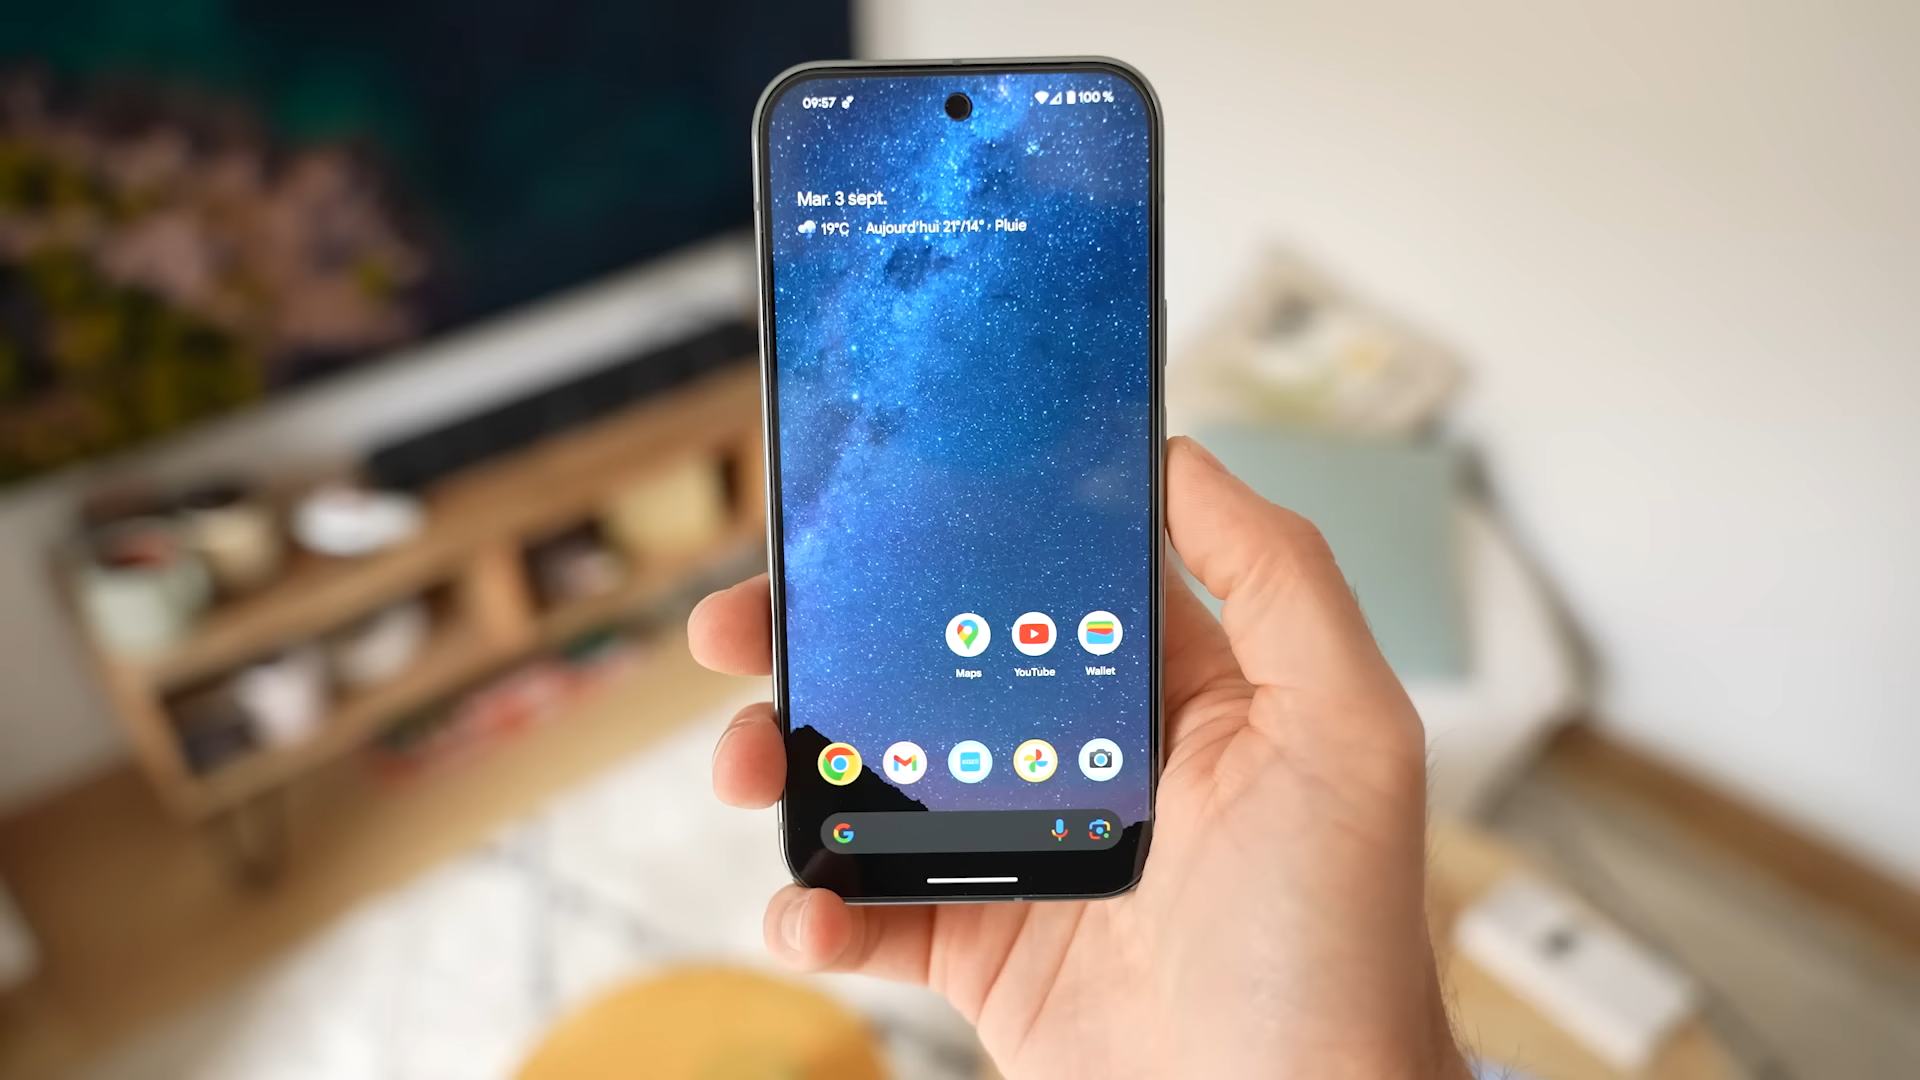 09:57 100 %
Mar. 3 sept.
19°C · Aujourd'hui 21°/14° · Pluie
Maps YouTube Wallet
G